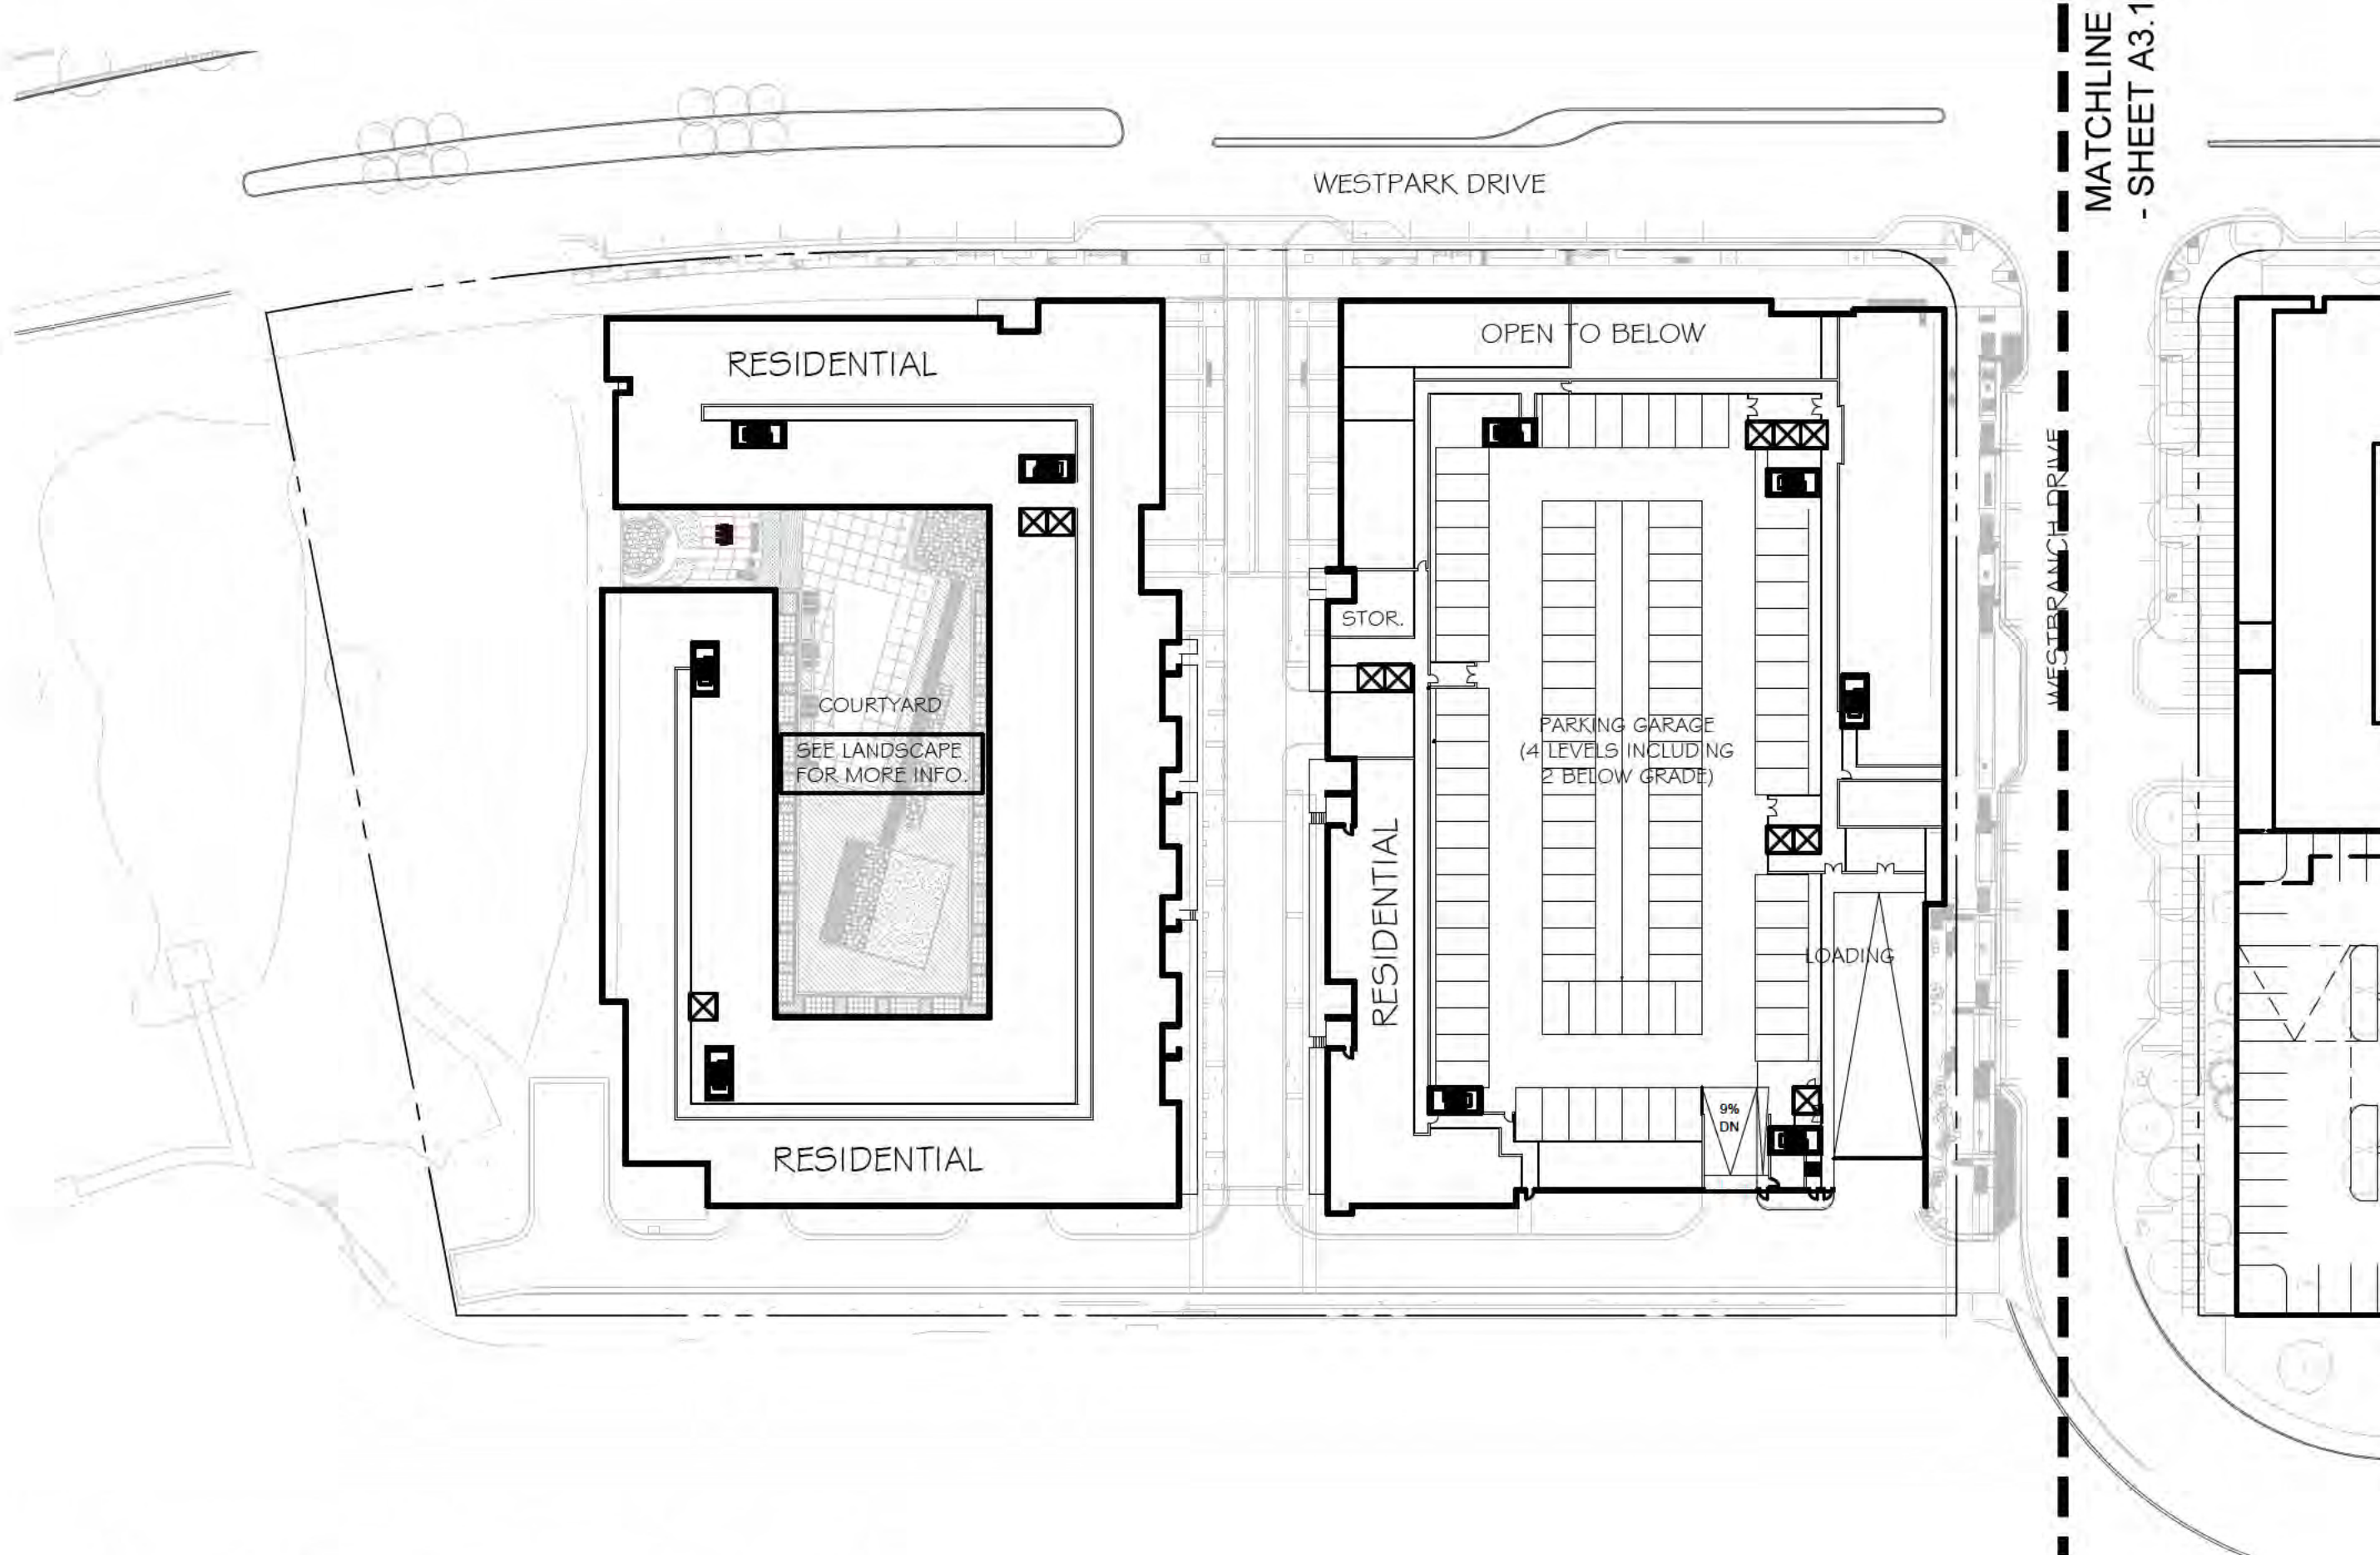 MATCHLINE
- SHEET A3.1
WESTPARK DRIVE
RESIDENTIAL
OPEN TO BELOW
WESTBRANCH DRIVE
STOR.
COURTYARD
SEE LANDSCAPE
FOR MORE INFO.
PARKING GARAGE
(4 LEVELS INCLUDING
2 BELOW GRADE)
RESIDENTIAL
LOADING
9%
DN
RESIDENTIAL